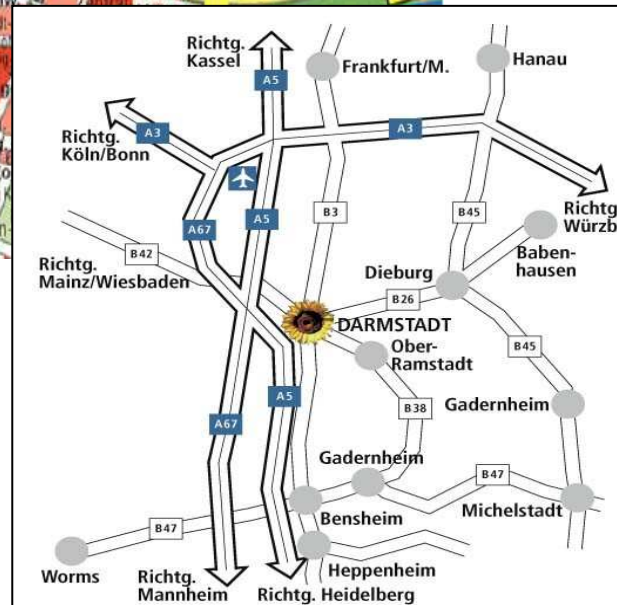 Richtg.
Kassel
A5
Frankfurt/M.
Hanau
A3
Richtg.
Köln/Bonn
A3
A67
A5
B3
B45
Richtg
Würzb
B42
Richtg.
Mainz/Wiesbaden
Dieburg
Baben-
hausen
B26
DARMSTADT
Ober-
Ramstadt
B45
A5
A67
B38
Gadernheim
Gadernheim
B47
Bensheim
Michelstadt
B47
Worms
Richtg.
Mannheim
Heppenheim
Richtg. Heidelberg